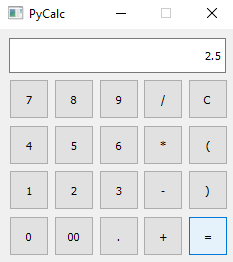 PyCalc
2.5
7 8 9 / C
4 5 6 * (
1 2 3 - )
0 00 . + =